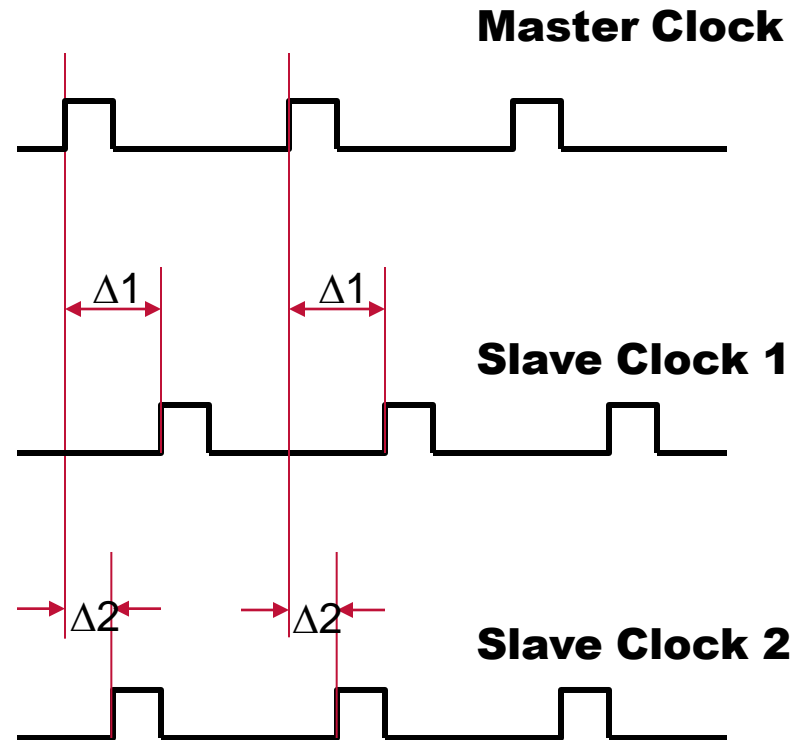 Master Clock
Δ1 Δ1
Slave Clock 1
Δ2 Δ2
Slave Clock 2